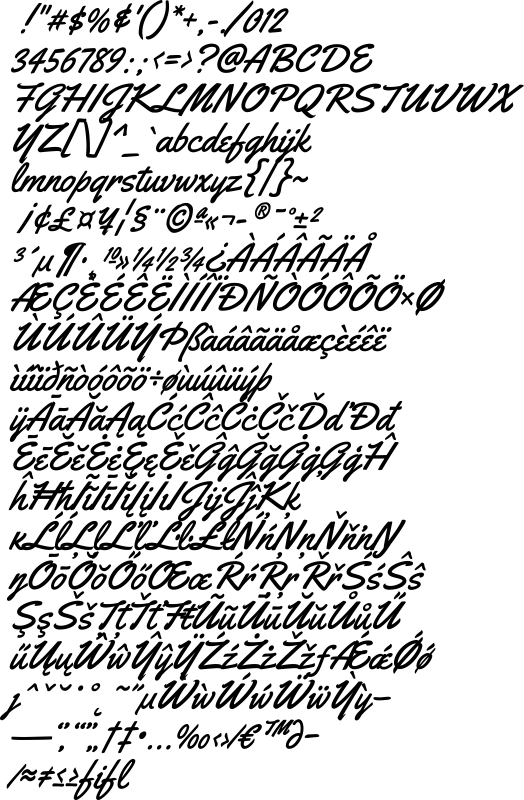 !"#$%&'()*+,-./012
3456789:;<=>?@ABCDE
FGHIJKLMNOPQRSTUVWX
YZ[\]^_`abcdefghijk
lmnopqrstuvwxyz{|}~
¡¢£¤¥¦§¨©ª«¬-®¯°±²
³´µ¶·¸¹º»¼½¾¿ÀÁÂÃÄÅ
ÆÇÈÉÊËÌÍÎÏÐÑÒÓÔÕÖ×Ø
ÙÚÛÜÝÞßàáâãäåæçèéêë
ìíîïðñòóôõö÷øùúûüýþ
ÿĀāĂăĄąĆćĈĉĊċČčĎďĐđ
ĒēĔĕĖėĘęĚěĜĝĞğĠġĢģĤ
ĥĦħĨĩĪīĬĭĮįİıĲĳĴĵĶķ
ĸĹĺĻļĽľĿŀŁłŃńŅņŇňŉŊ
ŋŌōŎŏŐőŒœŔŕŖŗŘřŚśŜŝ
ŞşŠšŢţŤťŦŧŨũŪūŬŭŮůŰ
űŲųŴŵŶŷŸŹźŻżŽžƒǼǽǾǿ
ȷˆˇ˘˙˚˛˜˝µẀẁẂẃẄẅỲỳ–
—‘’‚“”„†‡•…‰‹›⁄€™∂−
∕≈≠≤≥ﬁﬂ